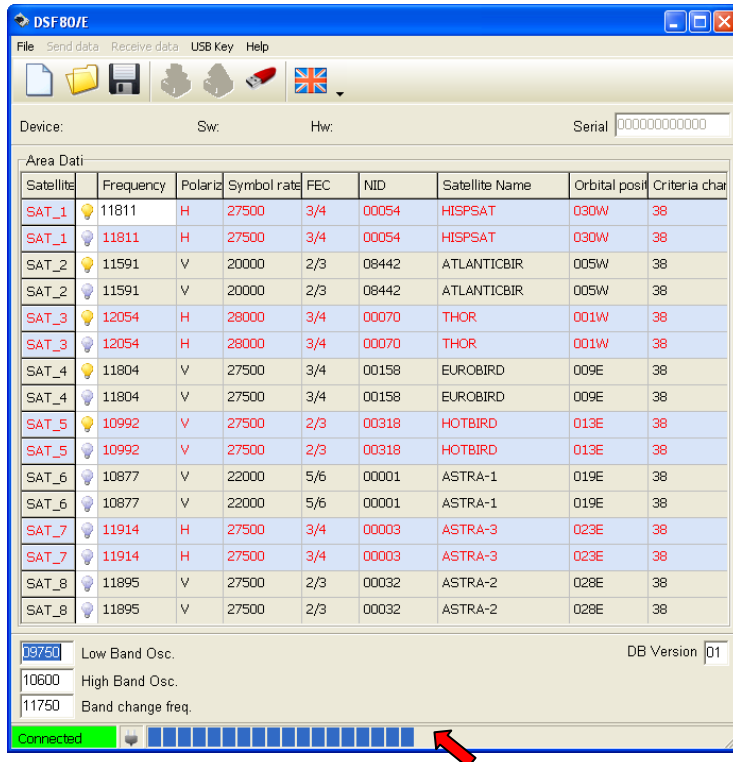 DSF80/E
File Send data Receive data USB Key Help
Device: Sw: Hw: Serial 000000000000
Area Dati
Satellite Frequency Polariz Symbol rate FEC NID Satellite Name Orbital posit Criteria char
SAT_1 11811 H 27500 3/4 00054 HISPSAT 030W 38
SAT_1 11811 H 27500 3/4 00054 HISPSAT 030W 38
SAT_2 11591 V 20000 2/3 08442 ATLANTICBIR 005W 38
SAT_2 11591 V 20000 2/3 08442 ATLANTICBIR 005W 38
SAT_3 12054 H 28000 3/4 00070 THOR 001W 38
SAT_3 12054 H 28000 3/4 00070 THOR 001W 38
SAT_4 11804 V 27500 3/4 00158 EUROBIRD 009E 38
SAT_4 11804 V 27500 3/4 00158 EUROBIRD 009E 38
SAT_5 10992 V 27500 2/3 00318 HOTBIRD 013E 38
SAT_5 10992 V 27500 2/3 00318 HOTBIRD 013E 38
SAT_6 10877 V 22000 5/6 00001 ASTRA-1 019E 38
SAT_6 10877 V 22000 5/6 00001 ASTRA-1 019E 38
SAT_7 11914 H 27500 3/4 00003 ASTRA-3 023E 38
SAT_7 11914 H 27500 3/4 00003 ASTRA-3 023E 38
SAT_8 11895 V 27500 2/3 00032 ASTRA-2 028E 38
SAT_8 11895 V 27500 2/3 00032 ASTRA-2 028E 38
09750 Low Band Osc. DB Version 01
10600 High Band Osc.
11750 Band change freq.
Connected